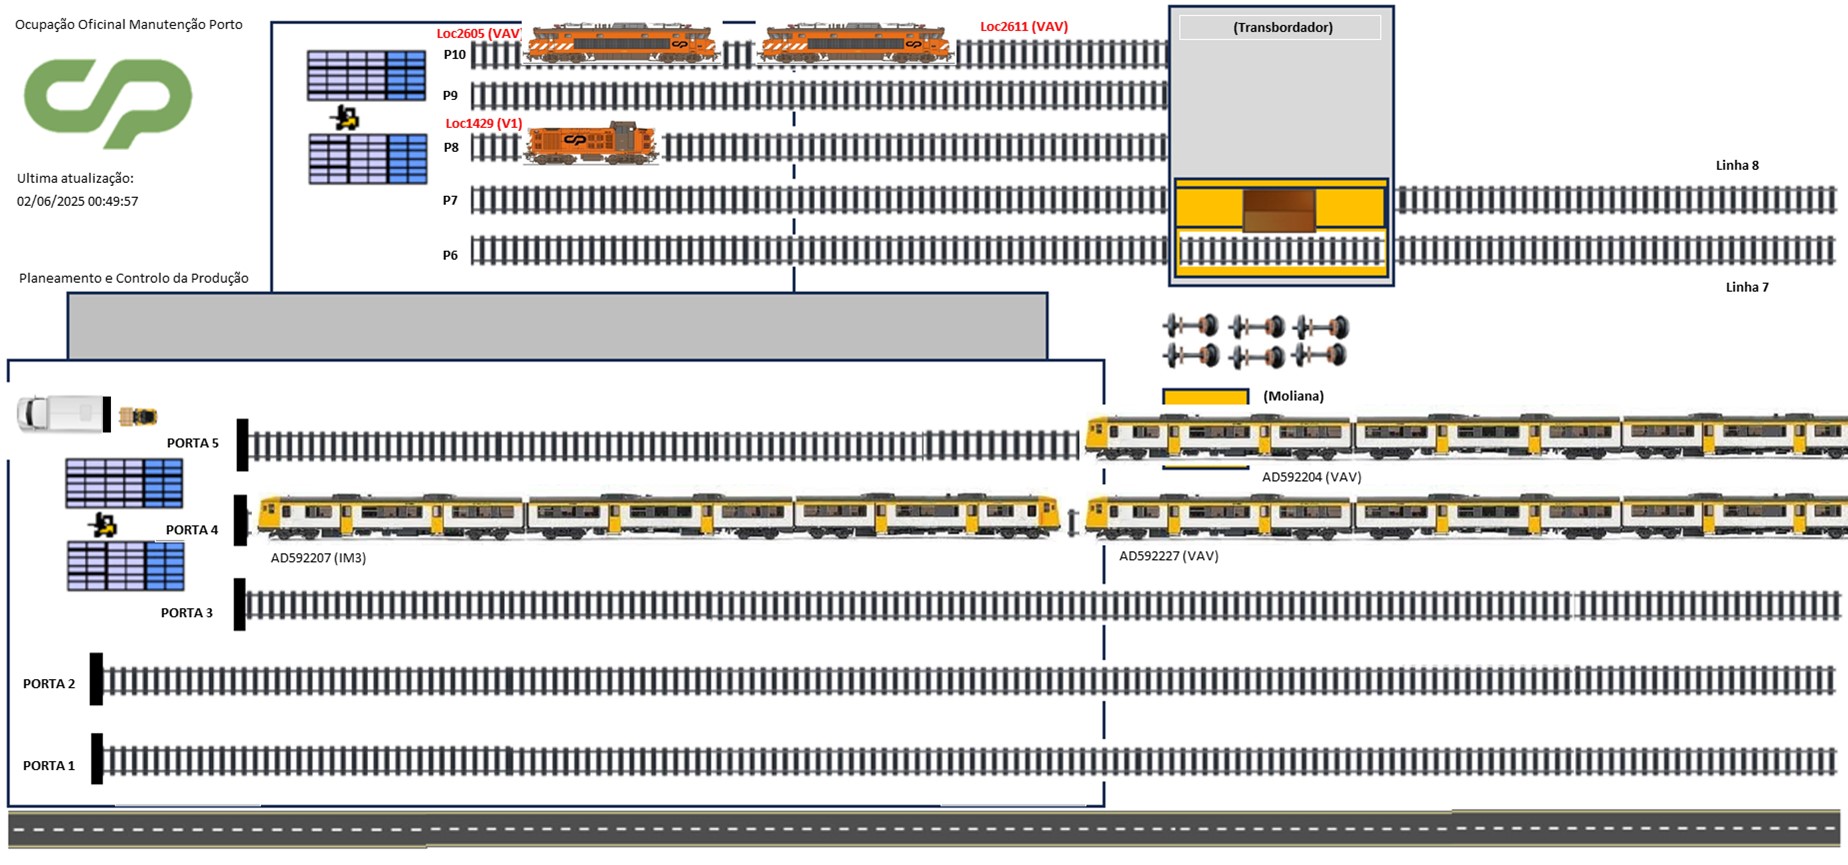 Ocupação Oficinal Manutenção Porto
Loc2605 (VAV)
Loc2611 (VAV)
(Transbordador)
P10
P9
Loc1429 (V1)
P8
Linha 8
Ultima atualização:
02/06/2025 00:49:57
P7
P6
Planeamento e Controlo da Produção
Linha 7
(Moliana)
PORTA 5
AD592204 (VAV)
PORTA 4
AD592207 (IM3)
AD592227 (VAV)
PORTA 3
PORTA 2
PORTA 1